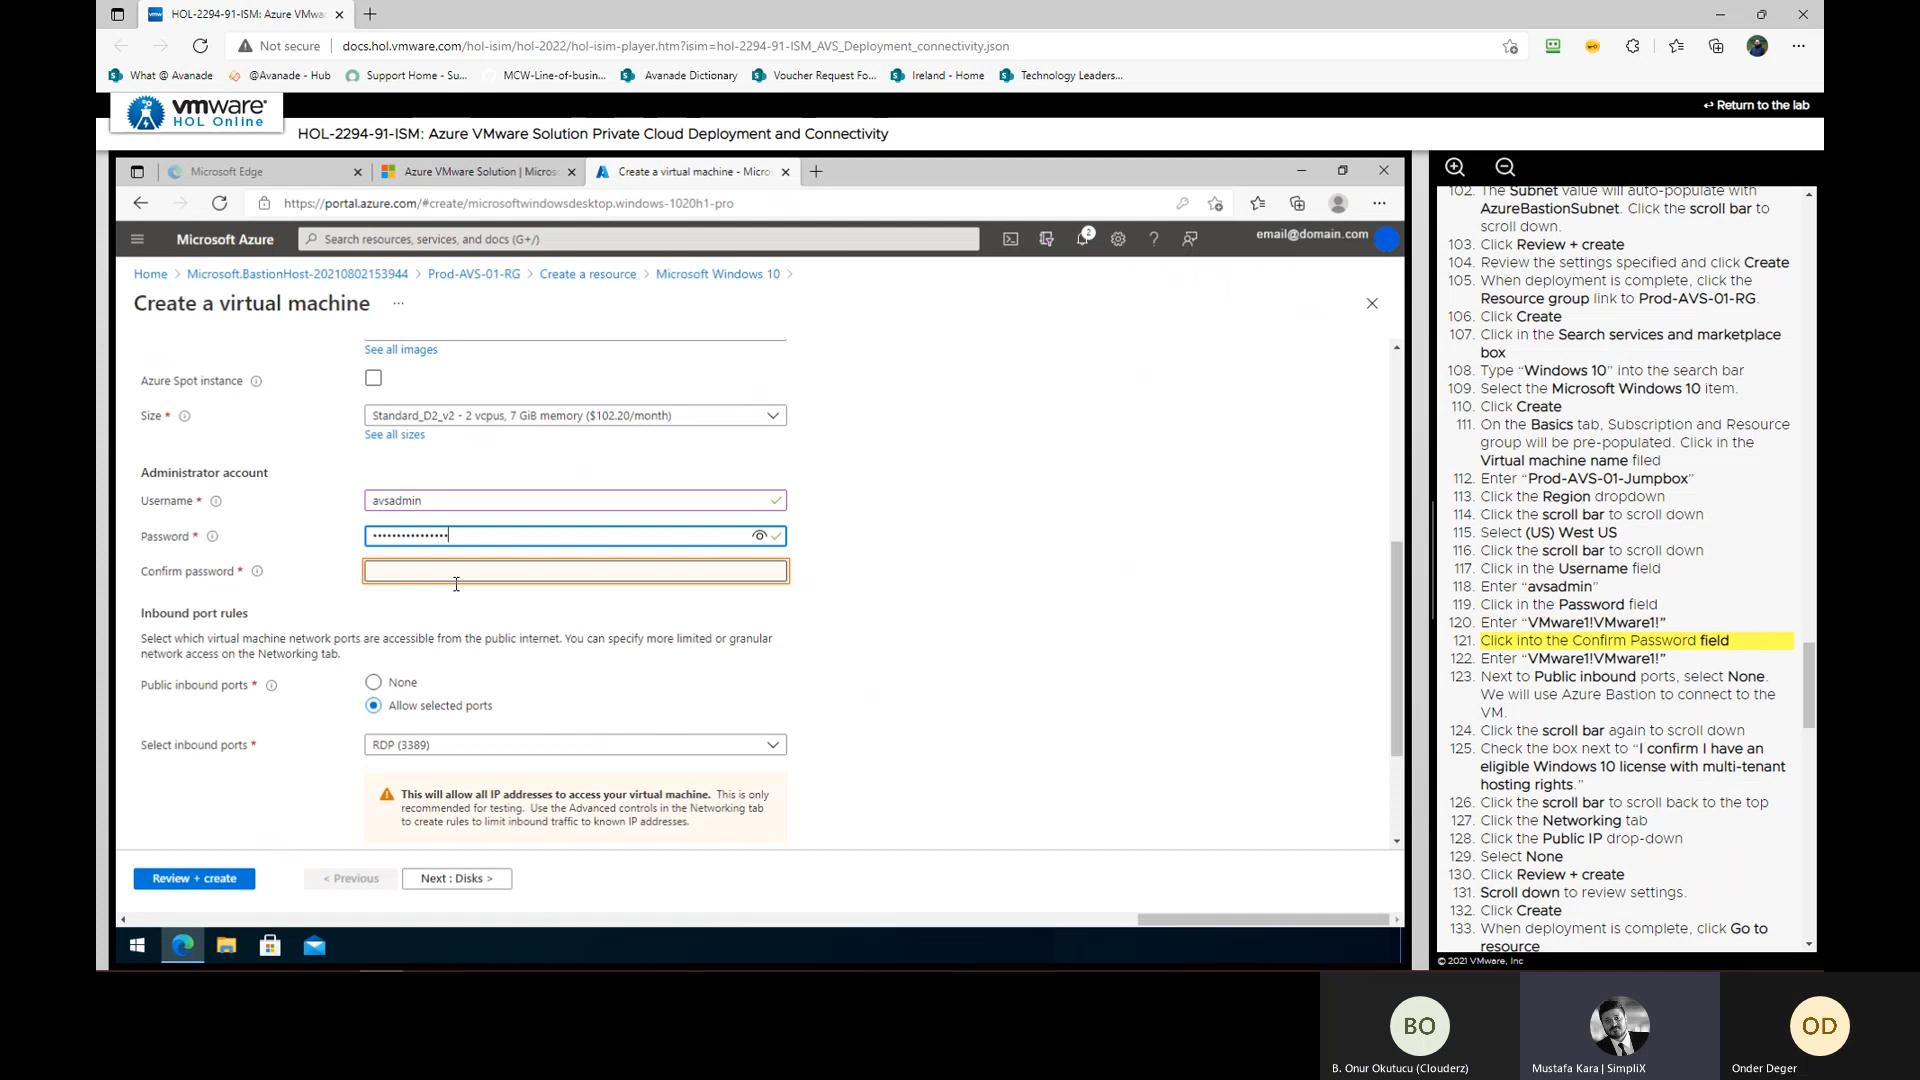 HOL-2294-91-ISM: Azure VMwa
Not secure
docs.hol.vmware.com/hol-isim/hol-2022/hol-isim-player.htm?isim=hol-2294-91-ISM_AVS_Deployment_connectivity.json
What @ Avanade
@Avanade - Hub
Support Home - Su...
MCW-Line-of-busin...
Avanade Dictionary
Voucher Request Fo...
Ireland - Home
Technology Leaders...
vmware
HOL Online
Return to the lab
HOL-2294-91-ISM: Azure VMware Solution Private Cloud Deployment and Connectivity
Microsoft Edge
Azure VMware Solution | Micros
Create a virtual machine - Micro
https://portal.azure.com/#create/microsoftwindowsdesktop.windows-1020h1-pro
Microsoft Azure
Search resources, services, and docs (G+/)
2
email@domain.com
Home > Microsoft.BastionHost-20210802153944 > Prod-AVS-01-RG > Create a resource > Microsoft Windows 10 >
Create a virtual machine ...
See all images
Azure Spot instance
Size *
Standard_D2_v2 - 2 vcpus, 7 GiB memory ($102.20/month)
See all sizes
Administrator account
Username *
avsadmin
Password *
••••••••••••••••
Confirm password *
Inbound port rules
Select which virtual machine network ports are accessible from the public internet. You can specify more limited or granular
network access on the Networking tab.
Public inbound ports *
None
Allow selected ports
Select inbound ports *
RDP (3389)
This will allow all IP addresses to access your virtual machine. This is only
recommended for testing. Use the Advanced controls in the Networking tab
to create rules to limit inbound traffic to known IP addresses.
Review + create
< Previous
Next : Disks >
102. The Subnet value will auto-populate with
AzureBastionSubnet. Click the scroll bar to
scroll down.
103. Click Review + create
104. Review the settings specified and click Create
105. When deployment is complete, click the
Resource group link to Prod-AVS-01-RG.
106. Click Create
107. Click in the Search services and marketplace
box
108. Type “Windows 10” into the search bar
109. Select the Microsoft Windows 10 item.
110. Click Create
111. On the Basics tab, Subscription and Resource
group will be pre-populated. Click in the
Virtual machine name filed
112. Enter “Prod-AVS-01-Jumpbox”
113. Click the Region dropdown
114. Click the scroll bar to scroll down
115. Select (US) West US
116. Click the scroll bar to scroll down
117. Click in the Username field
118. Enter “avsadmin”
119. Click in the Password field
120. Enter “VMware1!VMware1!”
121. Click into the Confirm Password field
122. Enter “VMware1!VMware1!”
123. Next to Public inbound ports, select None.
We will use Azure Bastion to connect to the
VM.
124. Click the scroll bar again to scroll down
125. Check the box next to “I confirm I have an
eligible Windows 10 license with multi-tenant
hosting rights.”
126. Click the scroll bar to scroll back to the top
127. Click the Networking tab
128. Click the Public IP drop-down
129. Select None
130. Click Review + create
131. Scroll down to review settings.
132. Click Create
133. When deployment is complete, click Go to
resource
© 2021 VMware, Inc
BO
B. Onur Okutucu (Clouderz)
Mustafa Kara | SimpliX
OD
Onder Deger